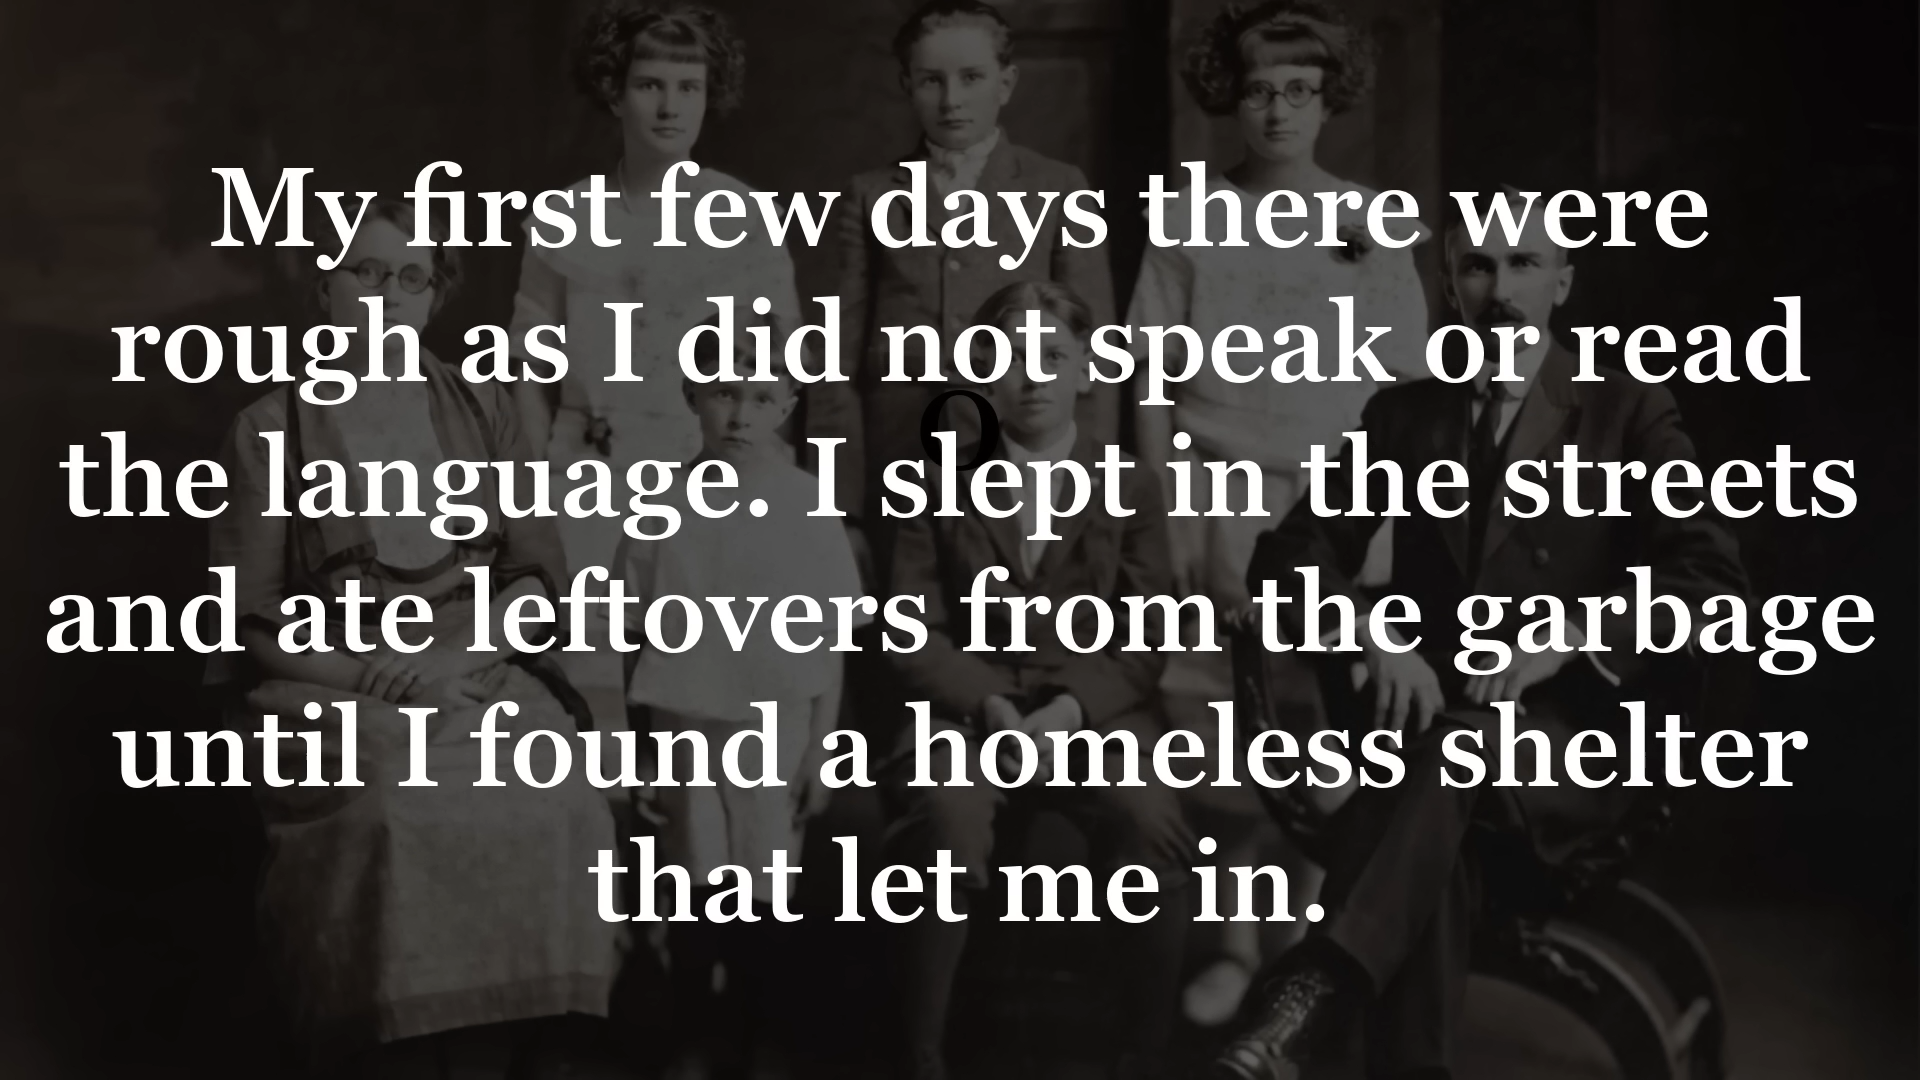 My first few days there were
rough as I did not speak or read
the language. I slept in the streets
and ate leftovers from the garbage
until I found a homeless shelter
that let me in.
o